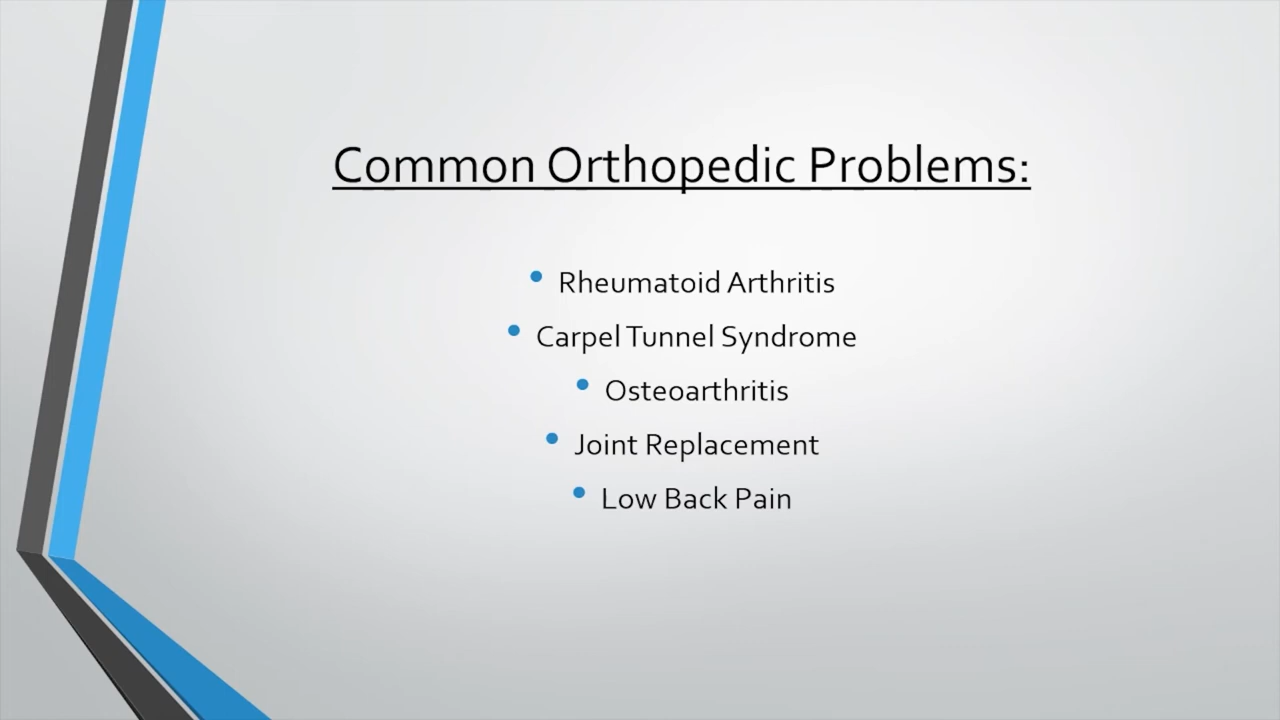 Common Orthopedic Problems:
• Rheumatoid Arthritis
• Carpel Tunnel Syndrome
• Osteoarthritis
• Joint Replacement
• Low Back Pain